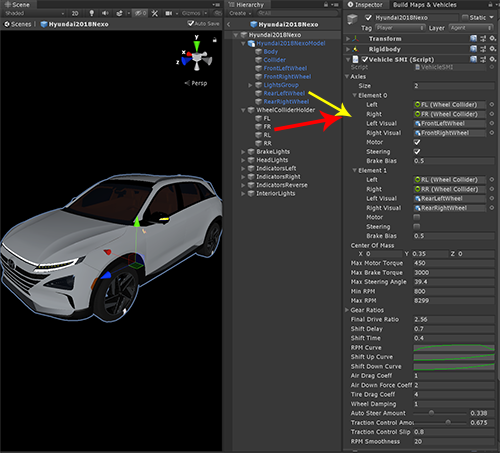 Scene
Shaded
2D
0
Auto Save
Scenes
Hyundai2018Nexo
y
x
Persp
Hierarchy
Create
All
Hyundai2018Nexo
Hyundai2018Nexo
Hyundai2018NexoModel
Body
Collider
FrontLeftWheel
FrontRightWheel
LightsGroup
RearLeftWheel
RearRightWheel
WheelColliderHolder
FL
FR
RL
RR
BrakeLights
HeadLights
IndicatorsLeft
IndicatorsRight
IndicatorsReverse
InteriorLights
Inspector
Build Maps & Vehicles
Hyundai2018Nexo
Static
Tag Player
Layer Agent
Transform
Rigidbody
Vehicle SMI (Script)
Script VehicleSMI
Axles
Size 2
Element 0
Left FL (Wheel Collider)
Right FR (Wheel Collider)
Left Visual FrontLeftWheel
Right Visual FrontRightWheel
Motor
Steering
Brake Bias 0.5
Element 1
Left RL (Wheel Collider)
Right RR (Wheel Collider)
Left Visual RearLeftWheel
Right Visual RearRightWheel
Motor
Steering
Brake Bias 0.5
Center Of Mass
X 0 Y 0.35 Z 0
Max Motor Torque 450
Max Brake Torque 3000
Max Steering Angle 39.4
Min RPM 800
Max RPM 8299
Gear Ratios
Final Drive Ratio 2.56
Shift Delay 0.7
Shift Time 0.4
RPM Curve
Shift Up Curve
Shift Down Curve
Air Drag Coeff 1
Air Down Force Coeff 2
Tire Drag Coeff 4
Wheel Damping 1
Auto Steer Amount 0.338
Traction Control Amount 0.675
Traction Control Slip 0.8
RPM Smoothness 20